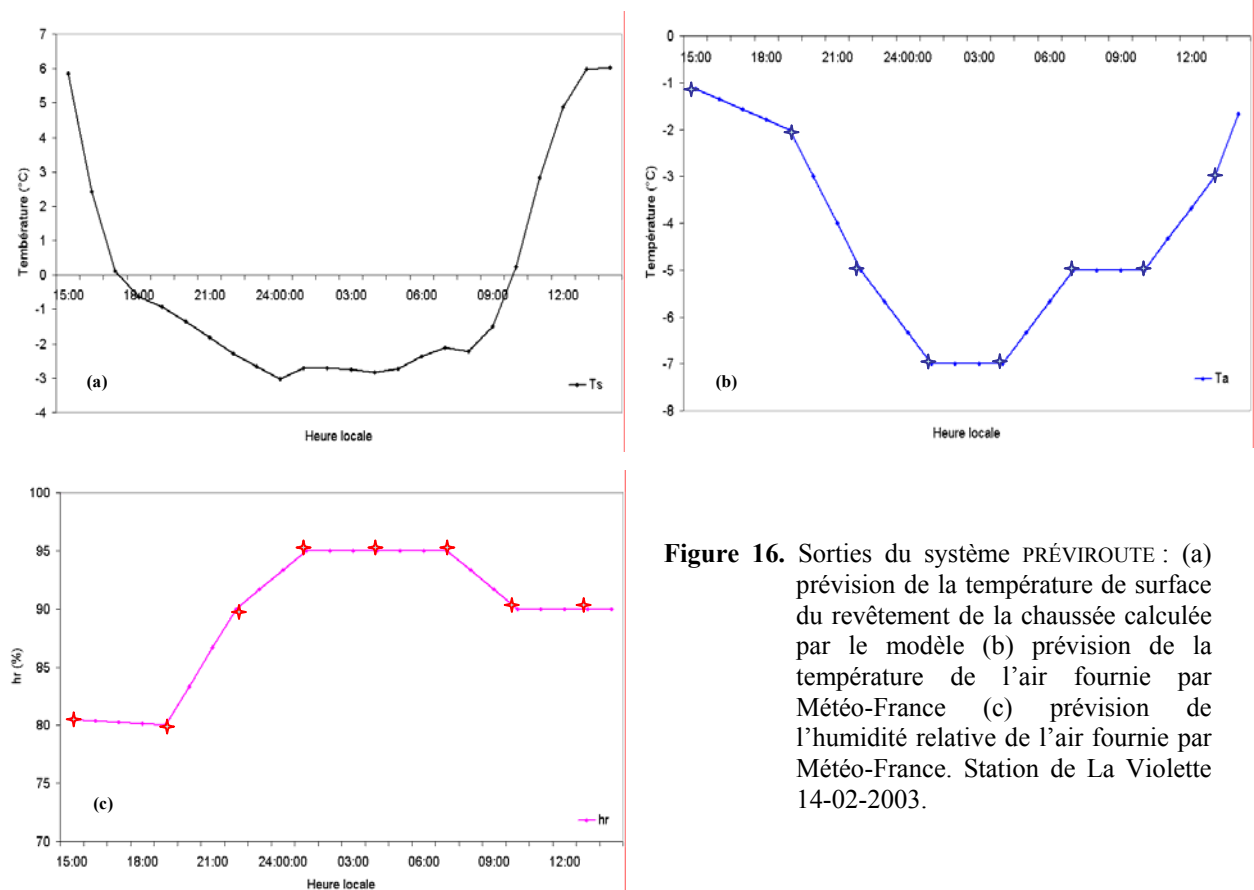 7
6
5
4
3
2
1
0
-1
-2
-3
-4
Tembérature (°C)
15:00 18:00 21:00 24:00:00 03:00 06:00 09:00 12:00
(a)
Ts
Heure locale
0
-1
-2
-3
-4
-5
-6
-7
-8
Température (°C)
15:00 18:00 21:00 24:00:00 03:00 06:00 09:00 12:00
(b)
Ta
Heure locale
100
95
90
85
80
75
70
hr (%)
(c)
hr
15:00 18:00 21:00 24:00:00 03:00 06:00 09:00 12:00
Heure locale
Figure 16. Sorties du système PRÉVIROUTE : (a)
prévision de la température de surface
du revêtement de la chaussée calculée
par le modèle (b) prévision de la
température de l'air fournie par
Météo-France (c) prévision de
l'humidité relative de l'air fournie par
Météo-France. Station de La Violette
14-02-2003.